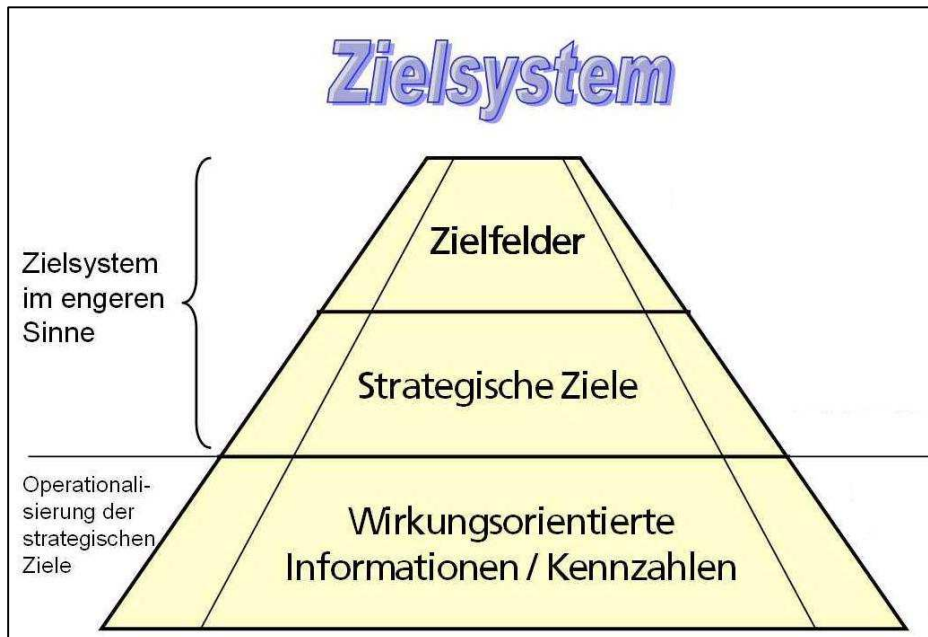 Zielsystem
Zielfelder
Zielsystem
im engeren
Sinne
Strategische Ziele
Operationali-
sierung der
strategischen
Ziele
Wirkungsorientierte
Informationen / Kennzahlen